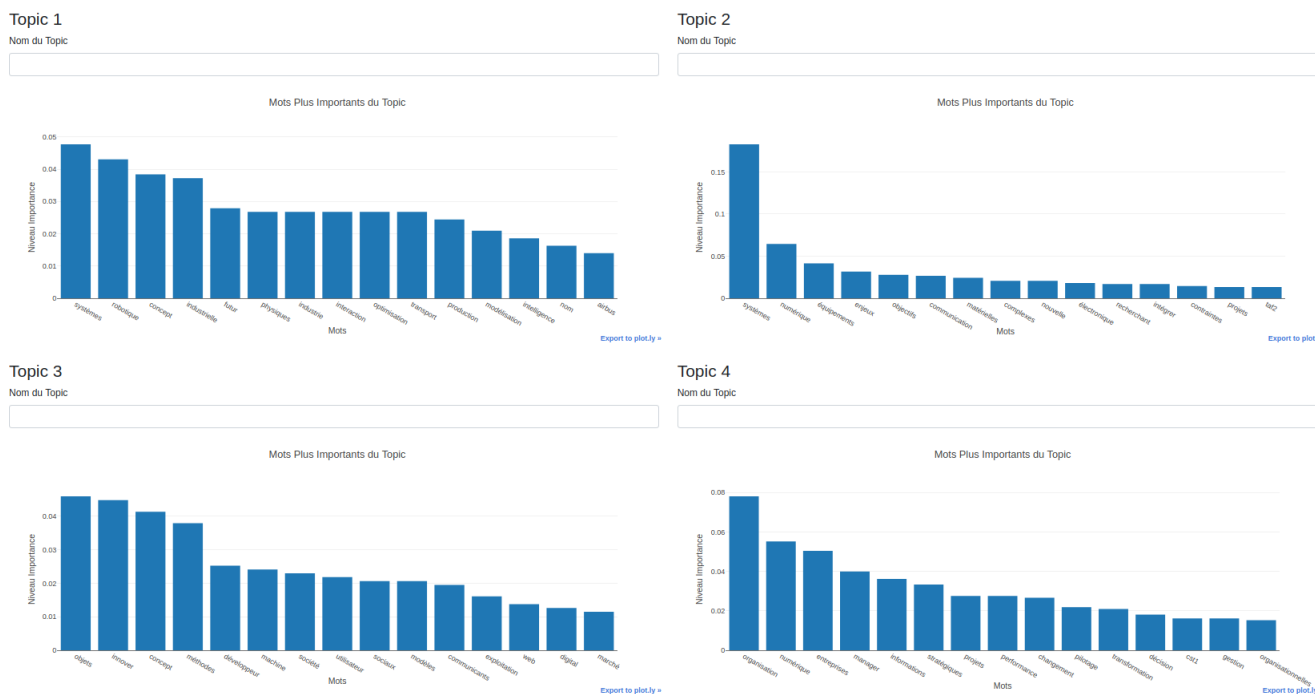 Topic 1
Nom du Topic
Mots Plus Importants du Topic
Niveau Importance
0.05
0.04
0.03
0.02
0.01
0
systèmes
robotique
concept
industrielle
futur
physiques
industrie
interaction
optimisation
transport
production
modélisation
intelligence
nom
airbus
Mots
Export to plot.ly »
Topic 2
Nom du Topic
Mots Plus Importants du Topic
Niveau Importance
0.15
0.1
0.05
0
systèmes
numérique
équipements
enjeux
objectifs
communication
matérielles
complexes
nouvelle
électronique
recherchant
intégrer
contraintes
projets
taf2
Mots
Export to plot
Topic 3
Nom du Topic
Mots Plus Importants du Topic
Niveau Importance
0.04
0.03
0.02
0.01
0
objets
innover
concept
méthodes
développeur
machine
société
utilisateur
sociaux
modèles
communicants
exploitation
web
digital
marché
Mots
Export to plot.ly »
Topic 4
Nom du Topic
Mots Plus Importants du Topic
Niveau Importance
0.08
0.06
0.04
0.02
0
organisation
numérique
entreprises
manager
informations
stratégiques
projets
performance
changement
pilotage
transformation
décision
cst1
gestion
organisationnelles
Mots
Export to plot.l